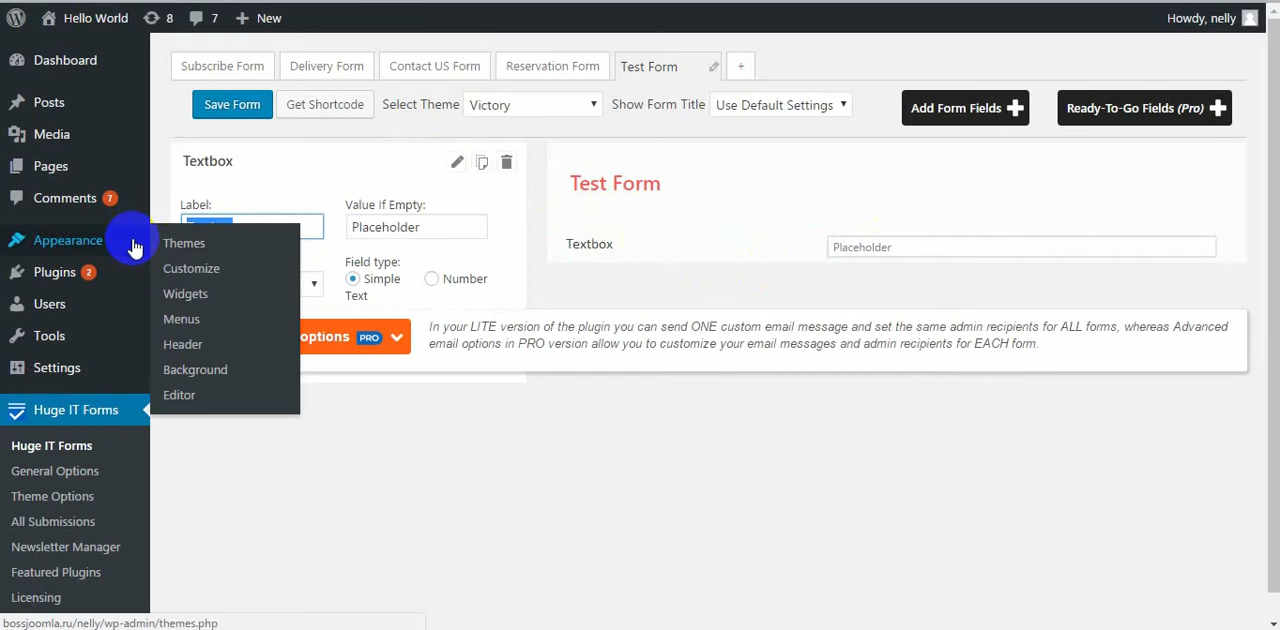 Hello World 8 7 New Howdy, nelly
Dashboard
Posts
Media
Pages
Comments 7
Appearance
Plugins 2
Users
Tools
Settings
Huge IT Forms
Huge IT Forms
General Options
Theme Options
All Submissions
Newsletter Manager
Featured Plugins
Licensing
Themes
Customize
Widgets
Menus
Header
Background
Editor
Subscribe Form Delivery Form Contact US Form Reservation Form Test Form +
Save Form Get Shortcode Select Theme Victory Show Form Title Use Default Settings Add Form Fields Ready-To-Go Fields (Pro)
Textbox
Label: Value If Empty:
Placeholder
Field type:
Simple Text Number
options PRO
In your LITE version of the plugin you can send ONE custom email message and set the same admin recipients for ALL forms, whereas Advanced
email options in PRO version allow you to customize your email messages and admin recipients for EACH form.
Test Form
Textbox Placeholder
bossjoomla.ru/nelly/wp-admin/themes.php